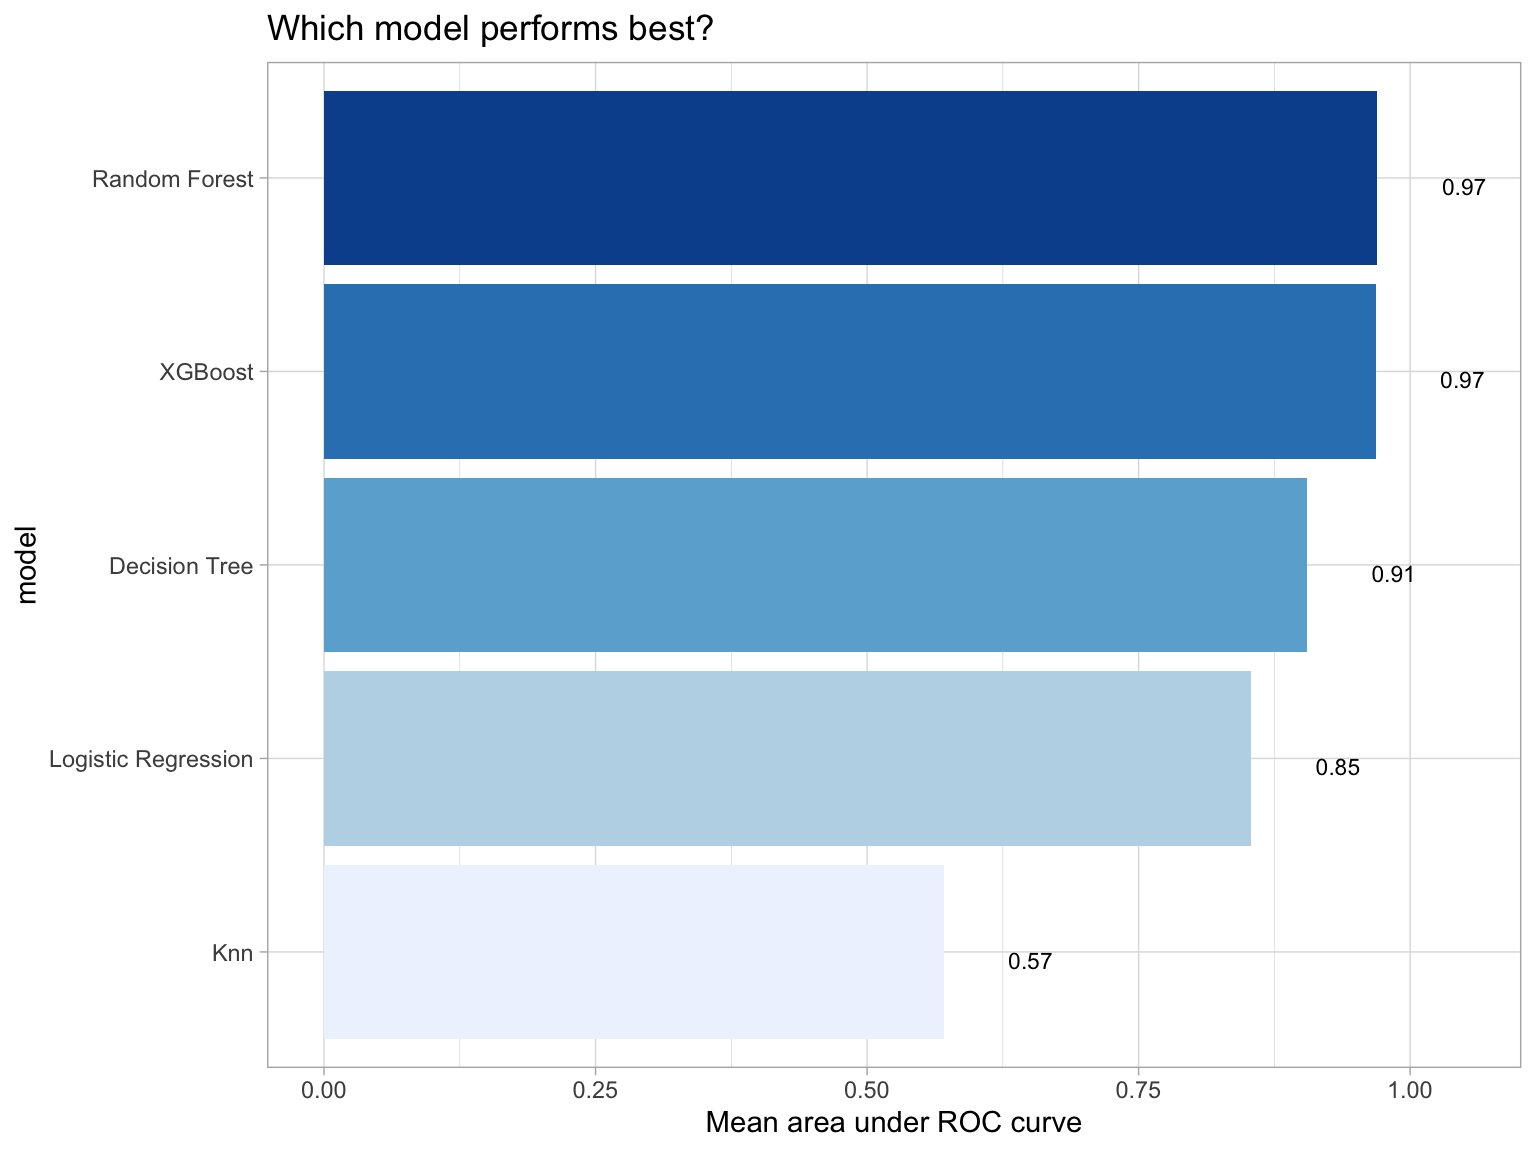 Which model performs best?
Random Forest
0.97
XGBoost
0.97
model
Decision Tree
0.91
Logistic Regression
0.85
Knn
0.57
0.00 0.25 0.50 0.75 1.00
Mean area under ROC curve